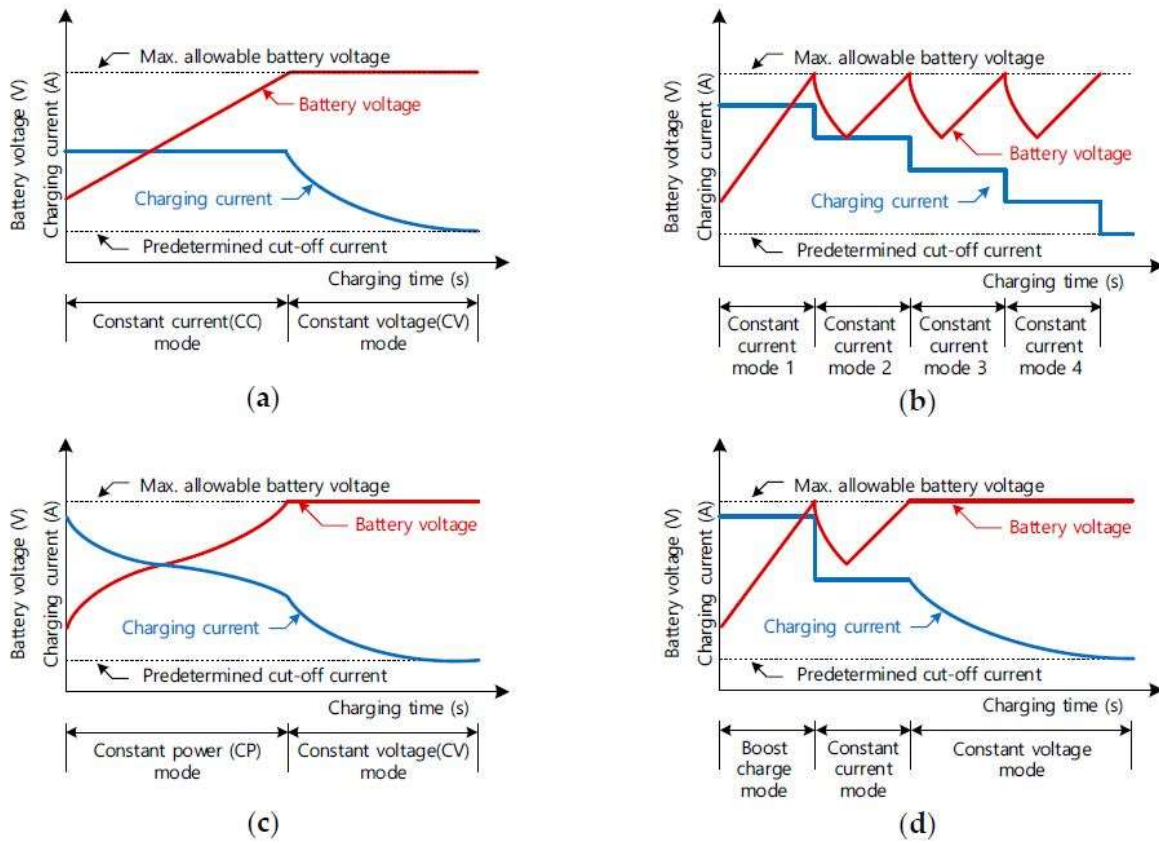 Battery voltage (V)
Charging current (A)
Max. allowable battery voltage
Battery voltage
Charging current
Predetermined cut-off current
Charging time (s)
Constant current(CC)
mode
Constant voltage(CV)
mode
(a)
Battery voltage (V)
Charging current (A)
Max. allowable battery voltage
Battery voltage
Charging current
Predetermined cut-off current
Charging time (s)
Constant
current
mode 1
Constant
current
mode 2
Constant
current
mode 3
Constant
current
mode 4
(b)
Battery voltage (V)
Charging current (A)
Max. allowable battery voltage
Battery voltage
Charging current
Predetermined cut-off current
Charging time (s)
Constant power (CP)
mode
Constant voltage(CV)
mode
(c)
Battery voltage (V)
Charging current (A)
Max. allowable battery voltage
Battery voltage
Charging current
Predetermined cut-off current
Charging time (s)
Boost
charge
mode
Constant
current
mode
Constant voltage
mode
(d)